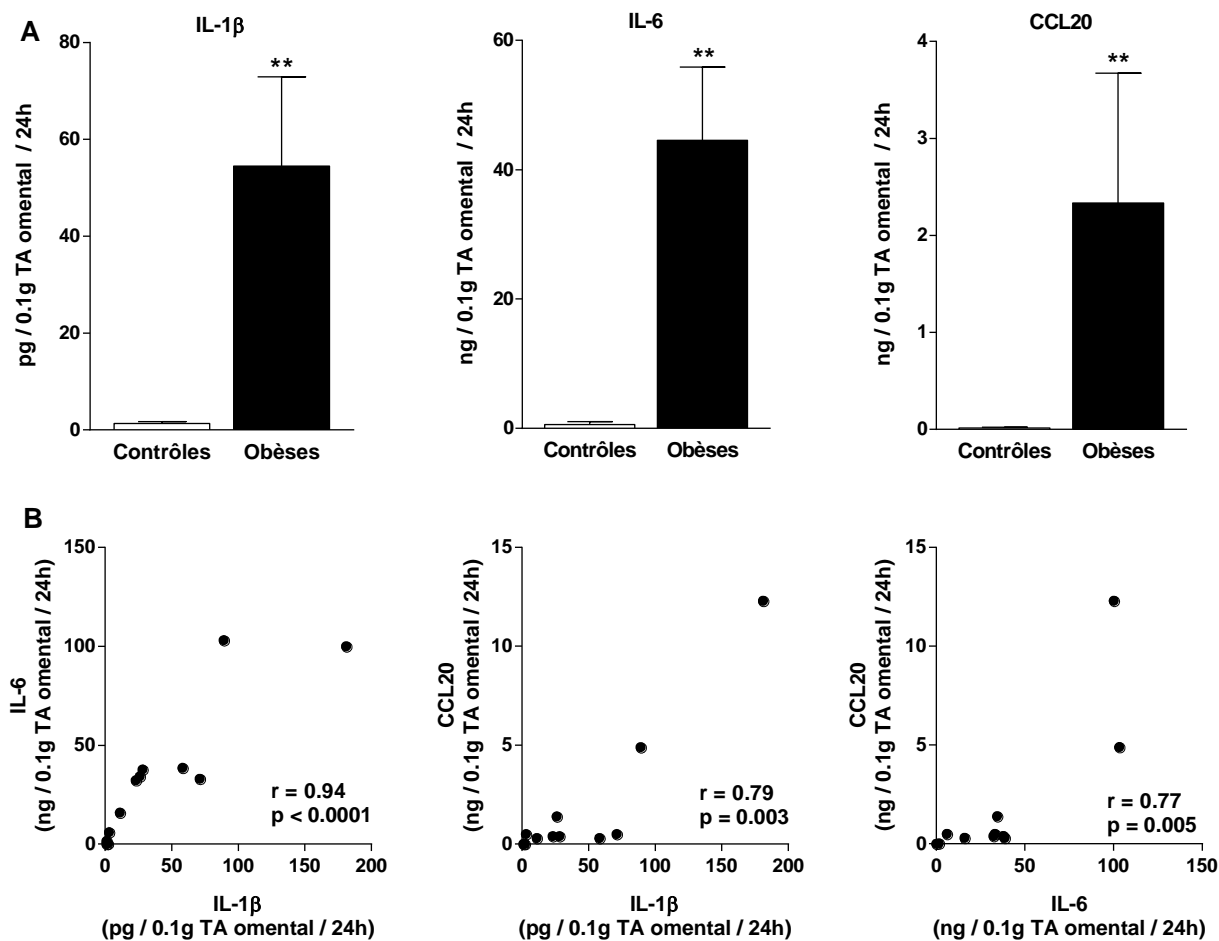 A
IL-1β
IL-6
CCL20
pg / 0.1g TA omental / 24h
80
60
40
20
0
**
Contrôles
Obèses
ng / 0.1g TA omental / 24h
60
40
20
0
**
Contrôles
Obèses
ng / 0.1g TA omental / 24h
4
3
2
1
0
**
Contrôles
Obèses
B
IL-6
(ng / 0.1g TA omental / 24h)
150
100
50
0
r = 0.94
p < 0.0001
0 50 100 150 200
IL-1β
(pg / 0.1g TA omental / 24h)
CCL20
(ng / 0.1g TA omental / 24h)
15
10
5
0
r = 0.79
p = 0.003
0 50 100 150 200
IL-1β
(pg / 0.1g TA omental / 24h)
CCL20
(ng / 0.1g TA omental / 24h)
15
10
5
0
r = 0.77
p = 0.005
0 50 100 150
IL-6
(ng / 0.1g TA omental / 24h)